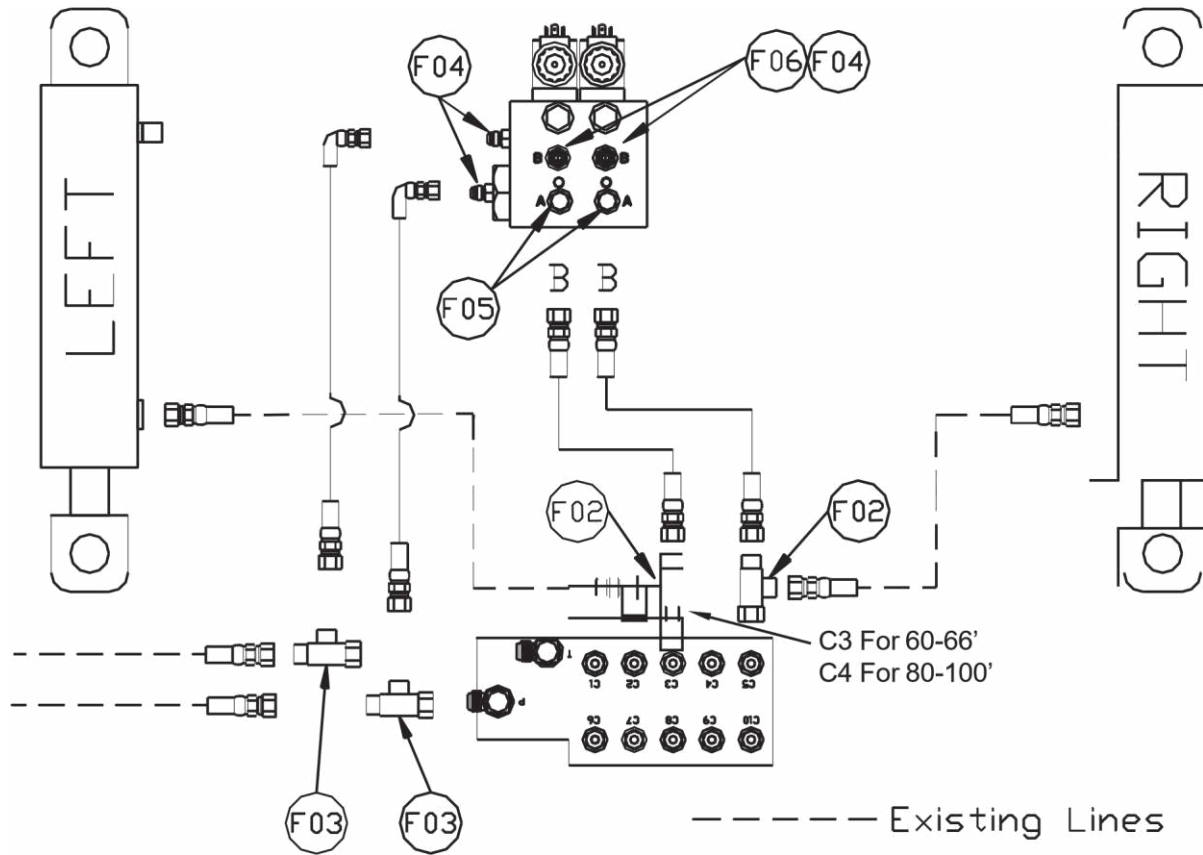 F04
F06 F04
B B
A A
LEFT
RIGHT
F05
B B
F02
F02
C3 For 60-66'
C4 For 80-100'
T
C1 C2 C3 C4 C5
P
C6 C7 C8 C9 C10
F03 F03
Existing Lines